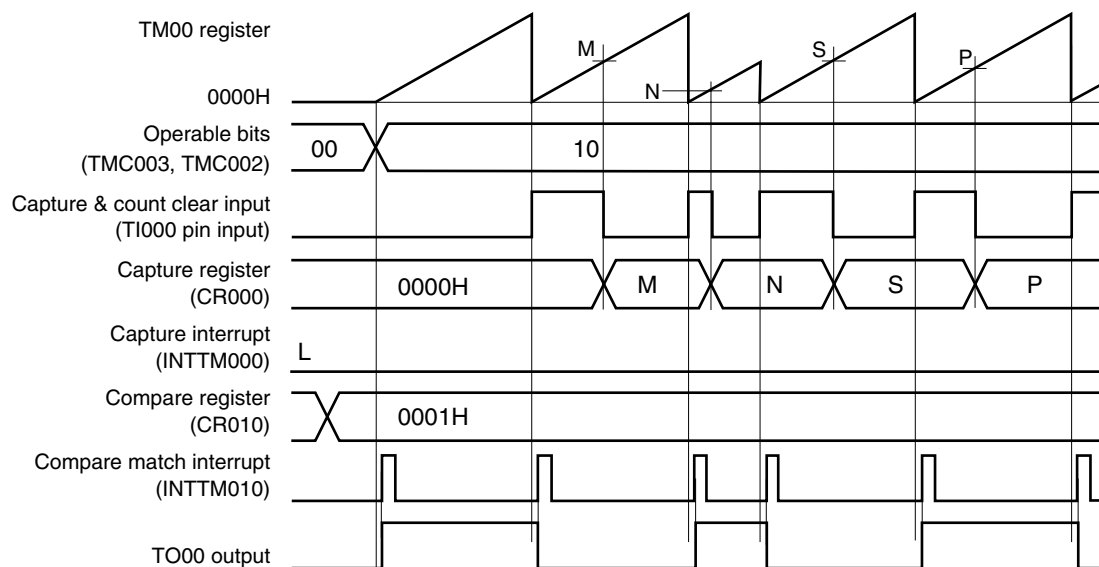 TM00 register
M
S
P
N
0000H
Operable bits
(TMC003, TMC002)
00
10
Capture & count clear input
(TI000 pin input)
Capture register
(CR000)
0000H
M
N
S
P
Capture interrupt
(INTTM000)
L
Compare register
(CR010)
0001H
Compare match interrupt
(INTTM010)
TO00 output